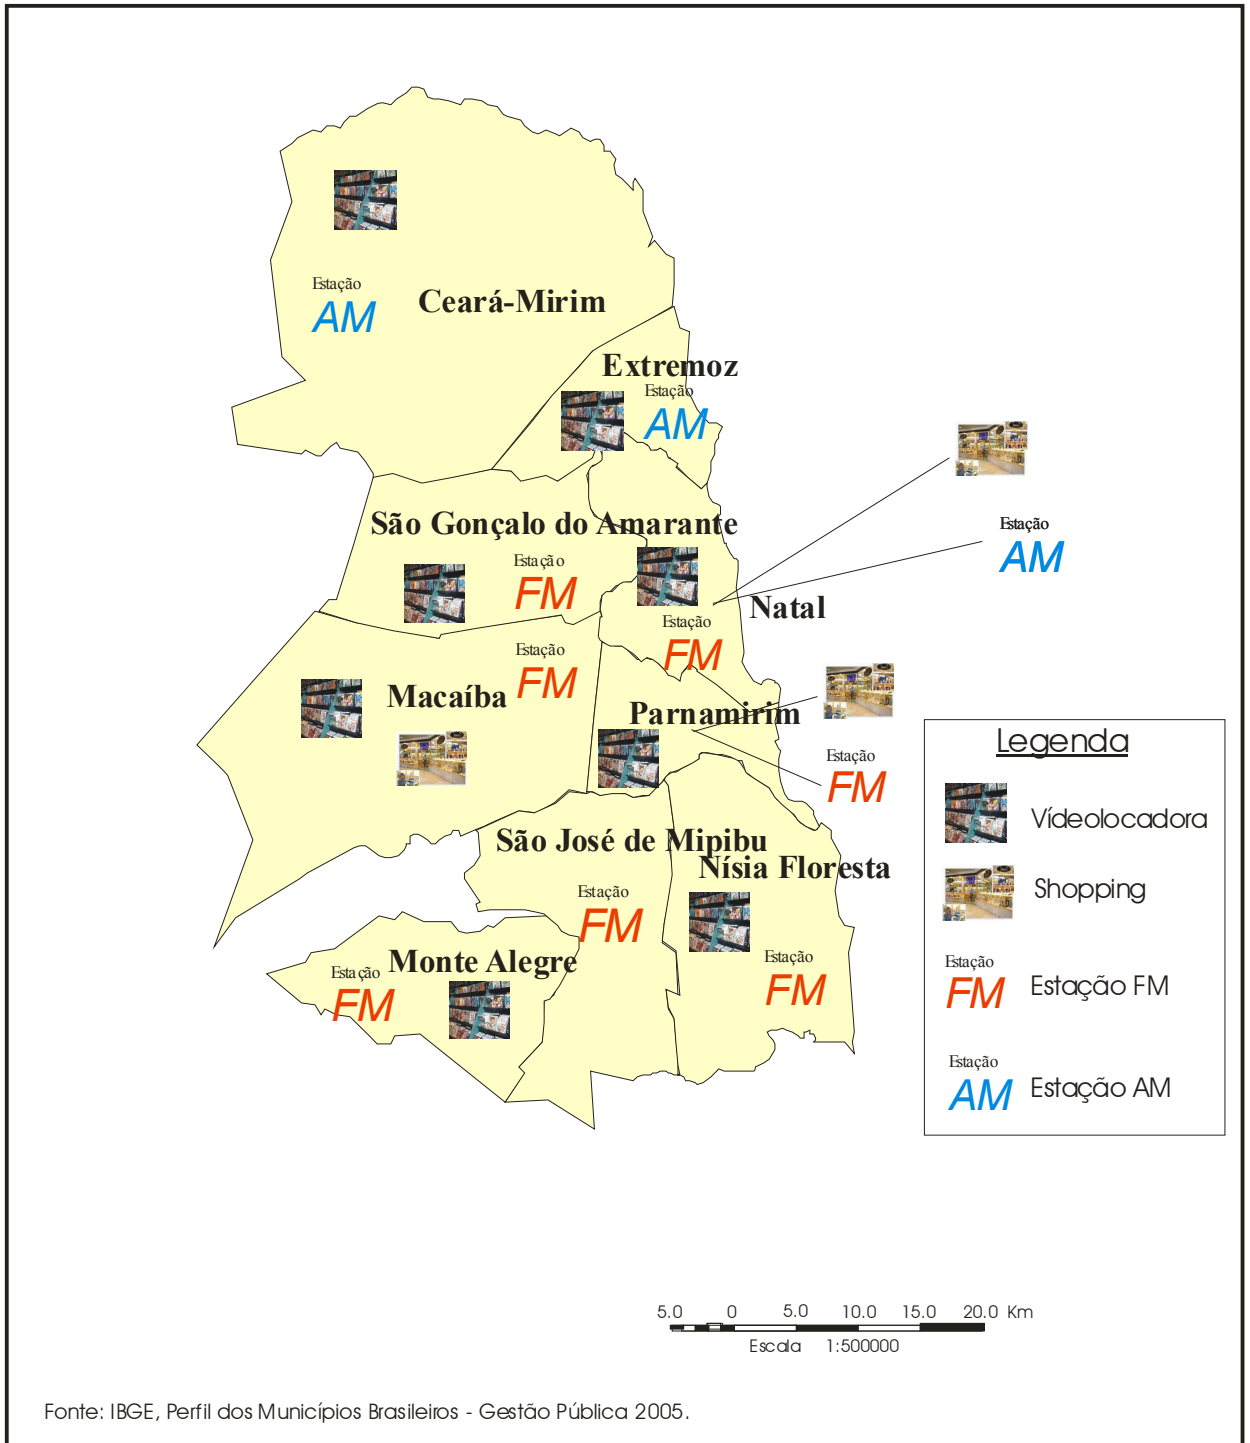 Estação
AM
Ceará-Mirim
Extremoz
Estação
AM
São Gonçalo do Amarante
Estação
FM
Estação
AM
Natal
Estação
FM
Estação
FM
Macaíba
Parnamirim
Estação
FM
São José de Mipibu
Nísia Floresta
Estação
FM
Estação
FM
Monte Alegre
Estação
FM
Legenda
Vídeolocadora
Shopping
Estação
FM
Estação FM
Estação
AM
Estação AM
5.0 0 5.0 10.0 15.0 20.0 Km
Escala 1:500000
Fonte: IBGE, Perfil dos Municípios Brasileiros - Gestão Pública 2005.